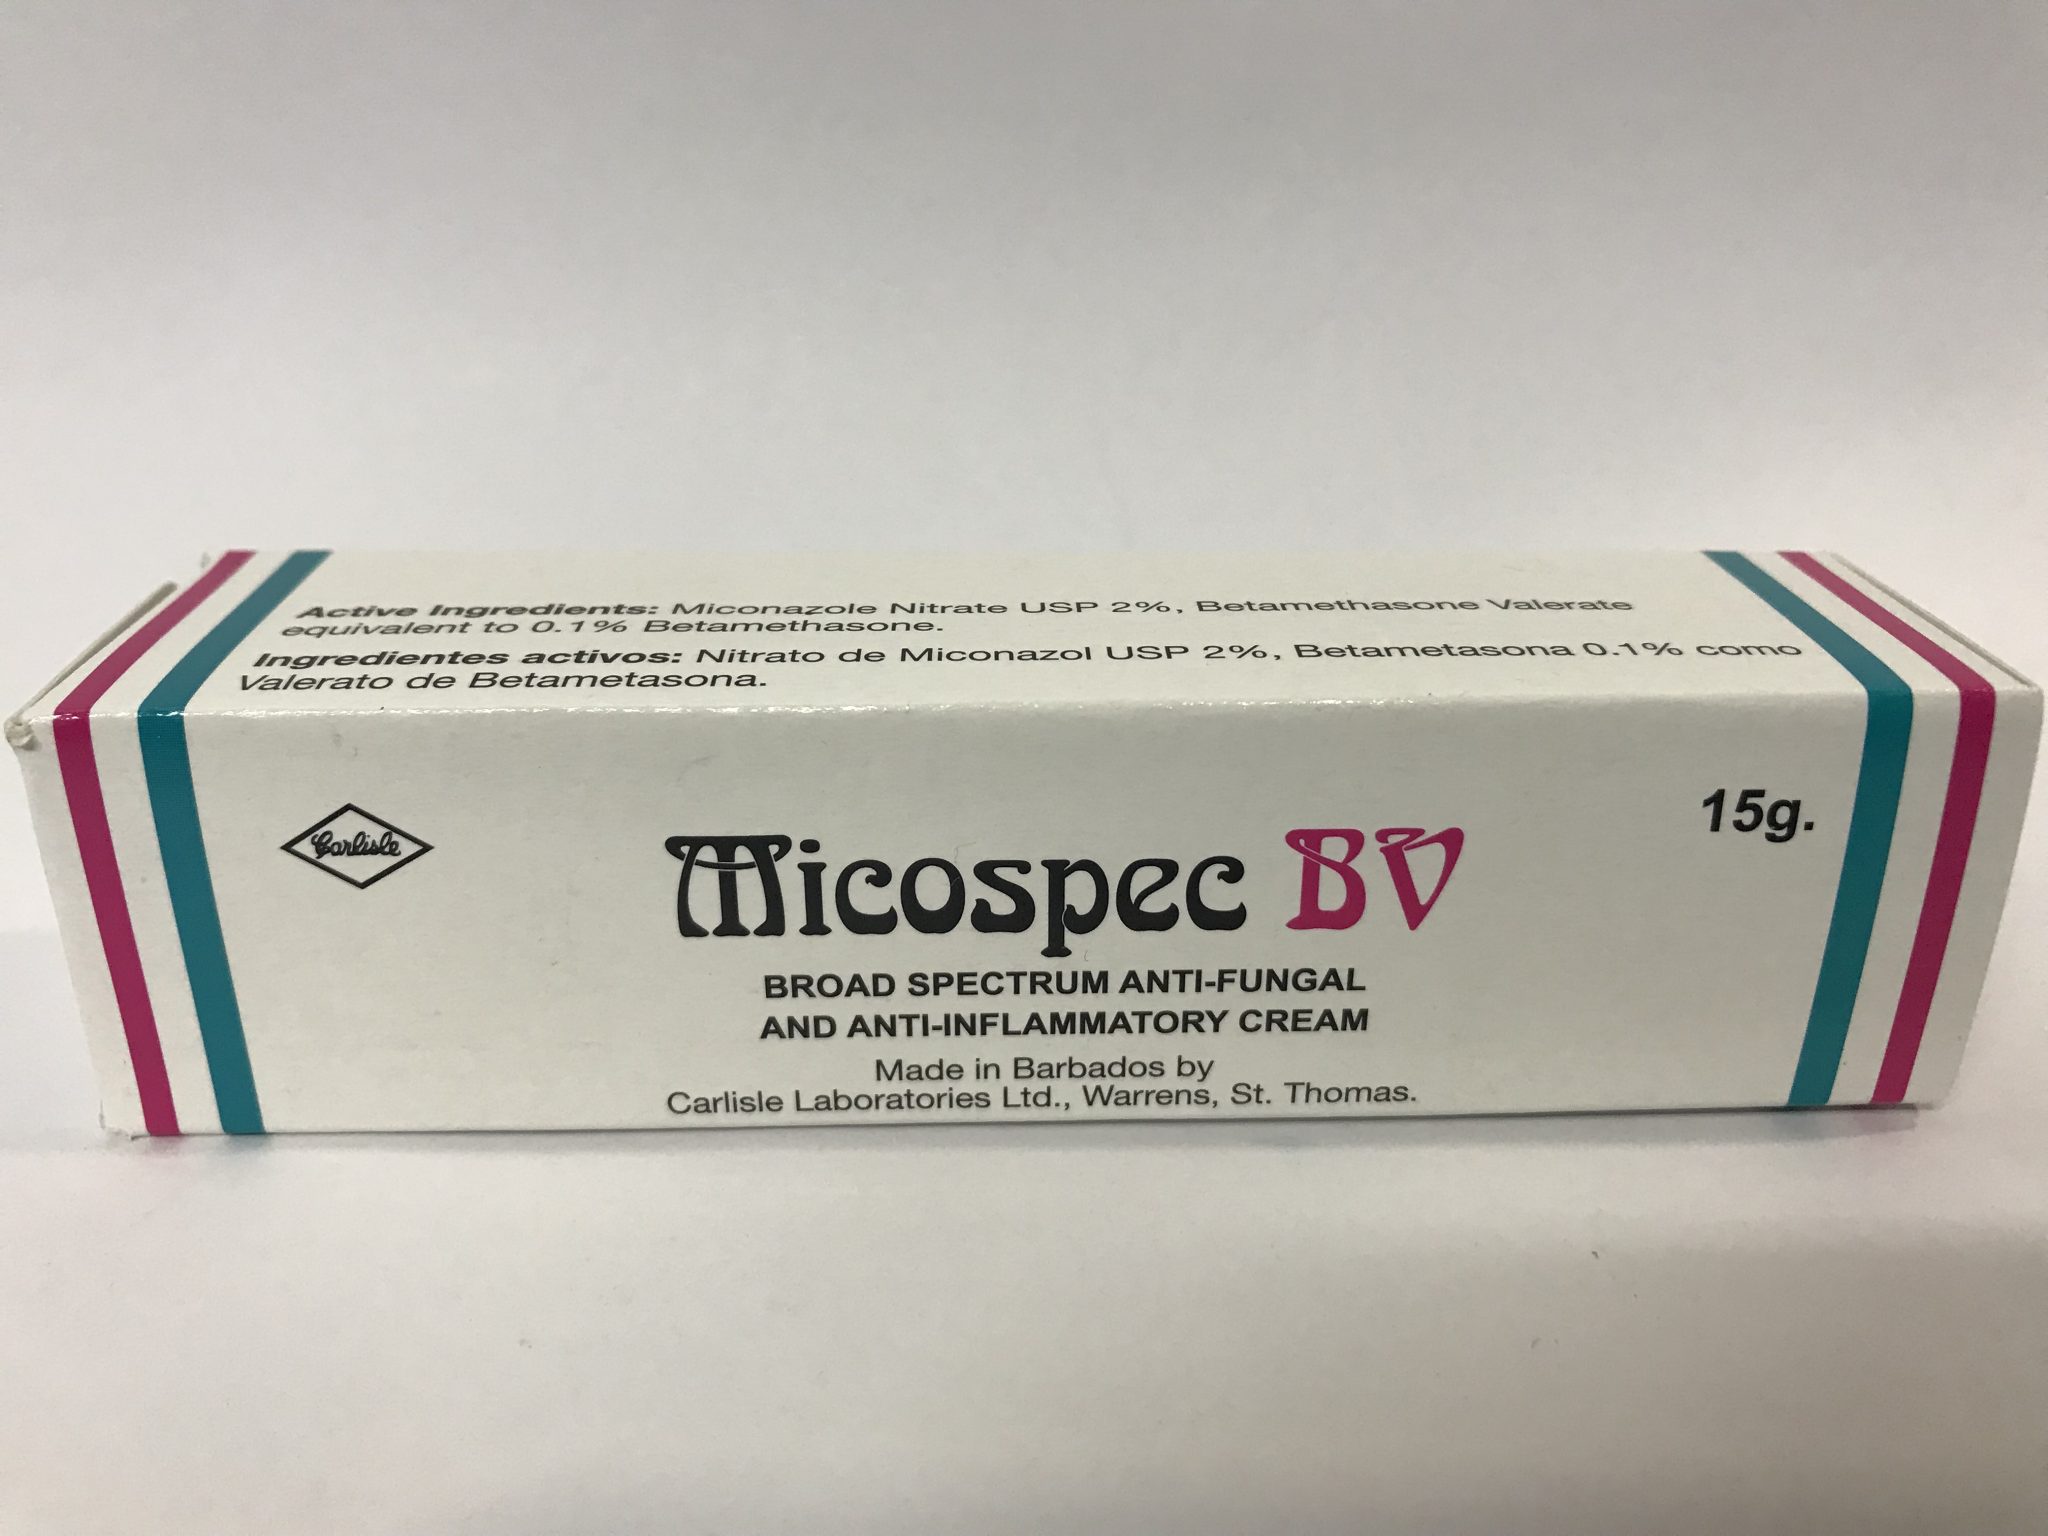 Active Ingredients: Miconazole Nitrate USP 2%, Betamethasone Valerate
equivalent to 0.1% Betamethasone.
Ingredientes activos: Nitrato de Miconazol USP 2%, Betametasona 0.1% como
Valerato de Betametasona.
Carlisle
15g.
Micospec BV
BROAD SPECTRUM ANTI-FUNGAL
AND ANTI-INFLAMMATORY CREAM
Made in Barbados by
Carlisle Laboratories Ltd., Warrens, St. Thomas.